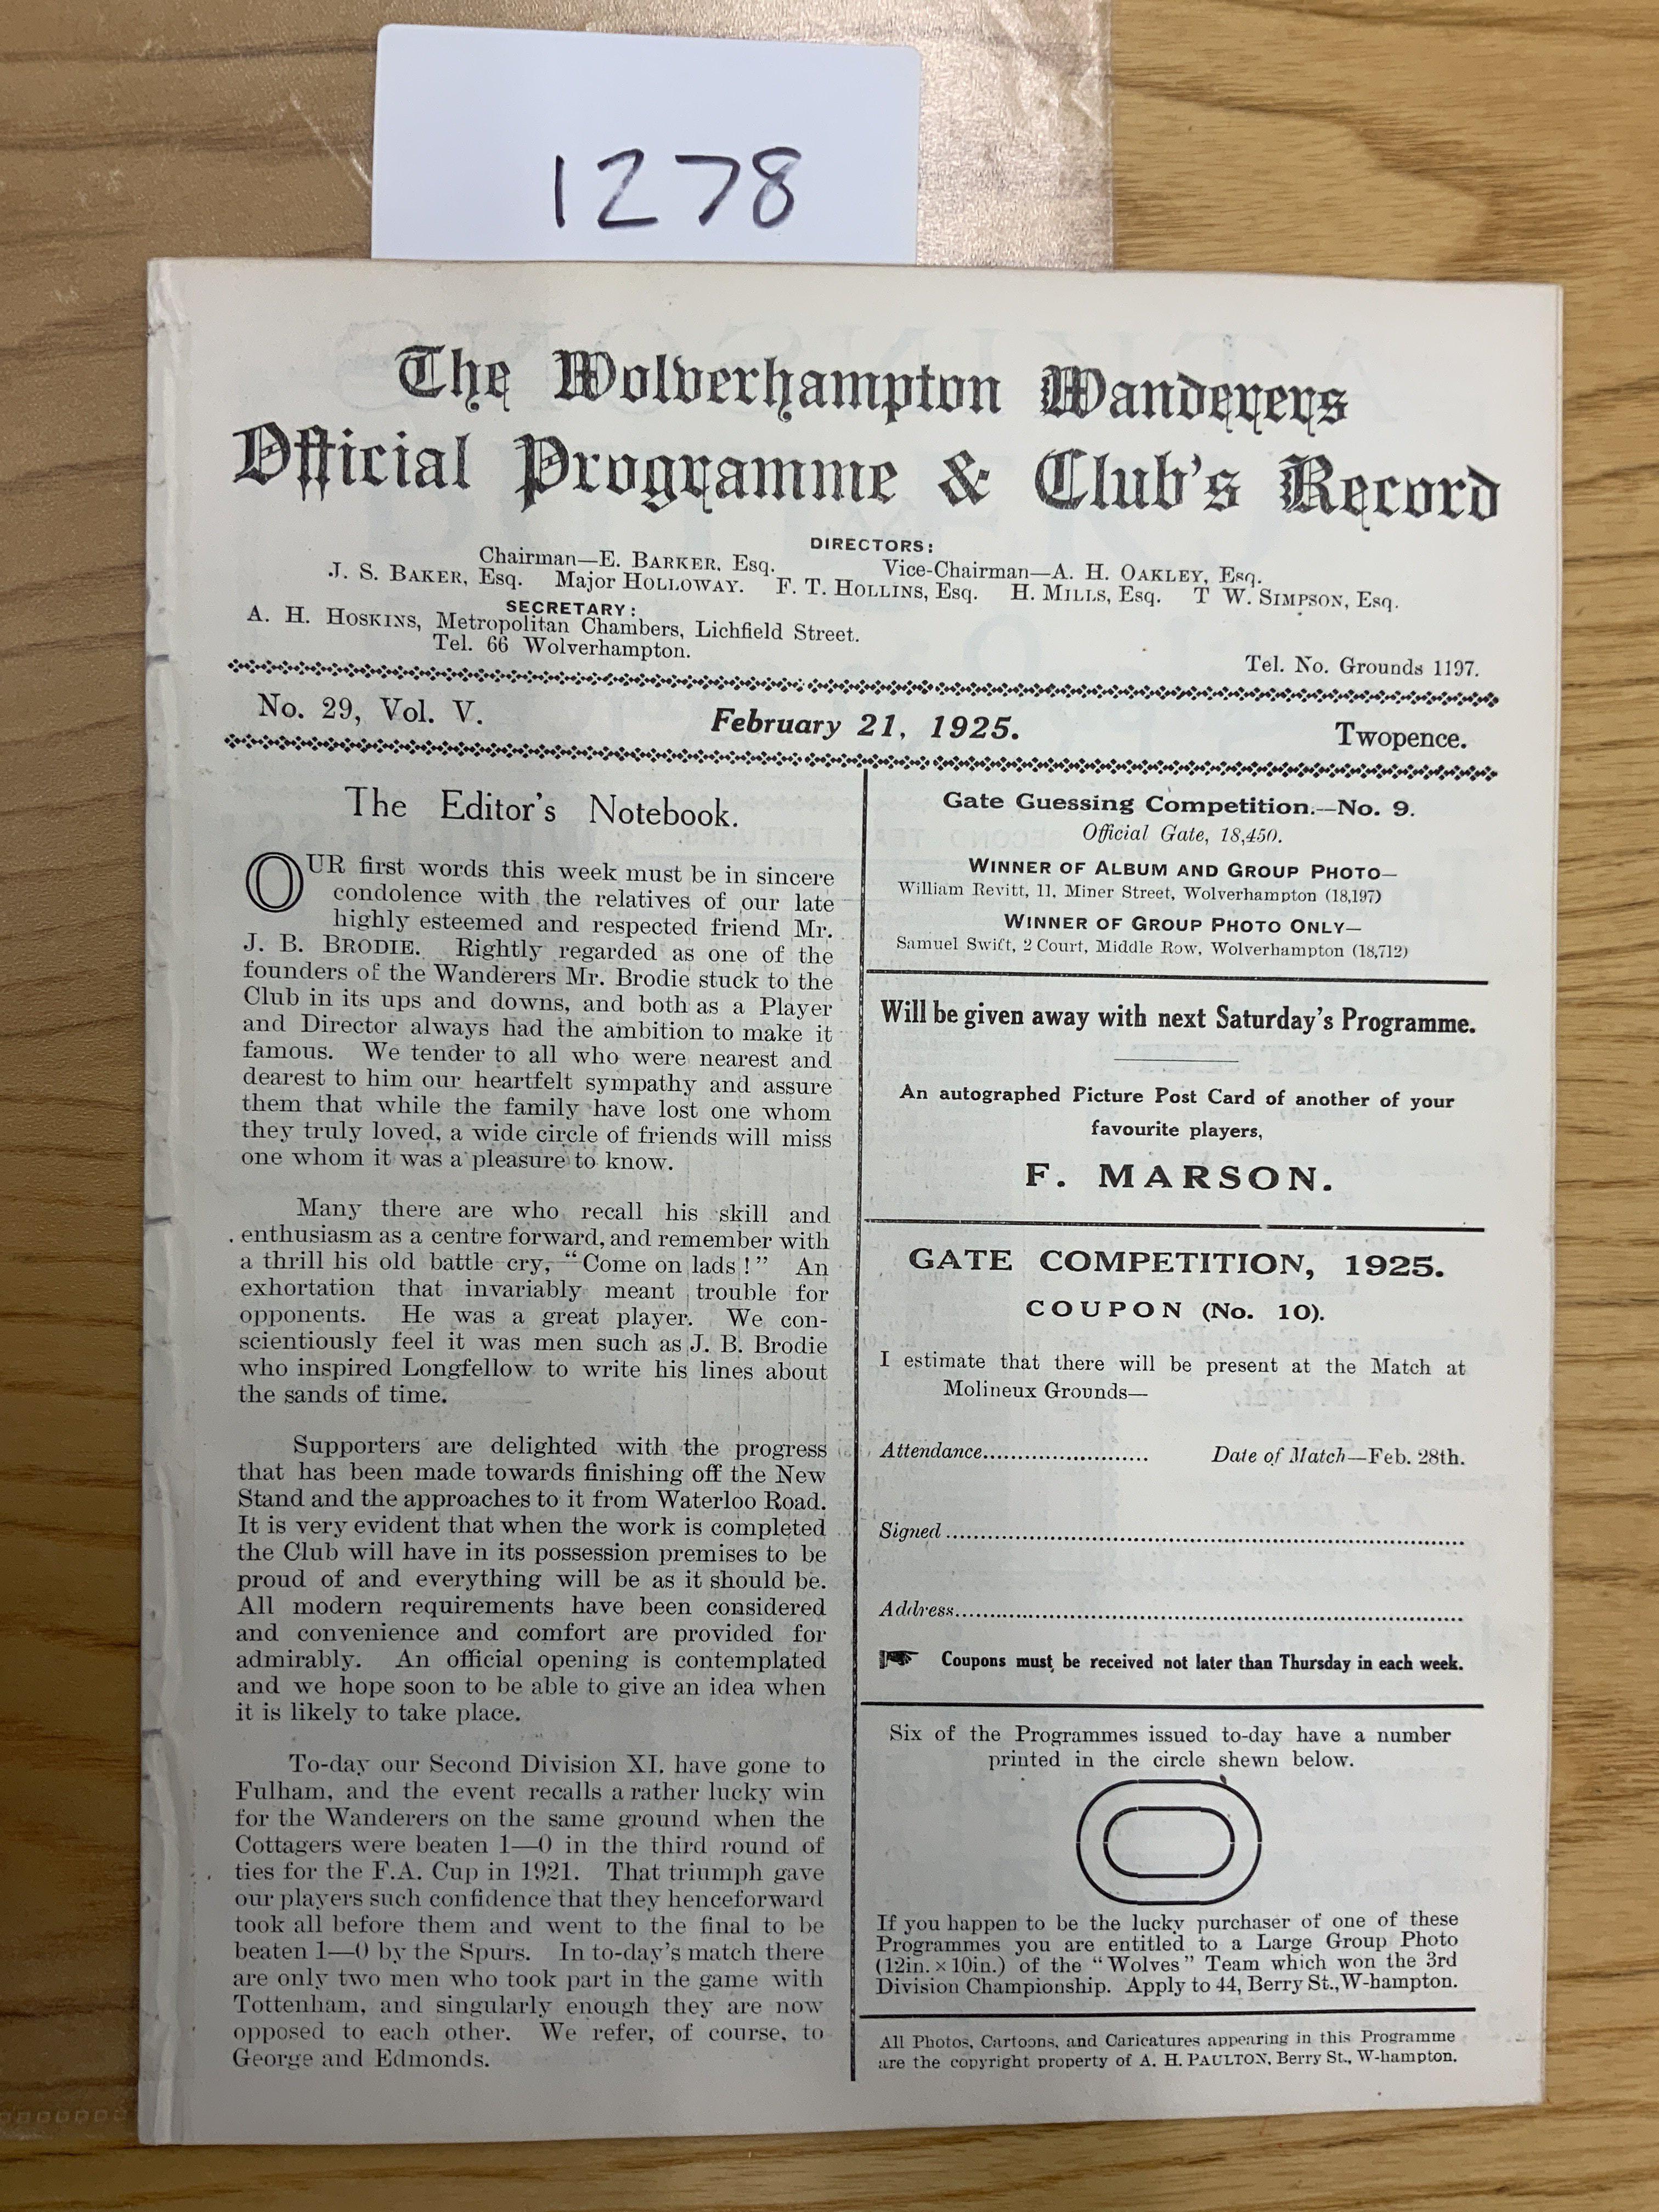 1278
The Wolverhampton Wanderers
Official Programme & Club's Record
DIRECTORS:
Chairman—E. BARKER, Esq. Vice-Chairman—A. H. OAKLEY, Esq.
J. S. BAKER, Esq. Major HOLLOWAY. F. T. HOLLINS, Esq. H. MILLS, Esq. T W. SIMPSON, Esq.
SECRETARY:
A. H. HOSKINS, Metropolitan Chambers, Lichfield Street.
Tel. 66 Wolverhampton.
Tel. No. Grounds 1197.
No. 29, Vol. V. February 21, 1925. Twopence.
The Editor's Notebook.
OUR first words this week must be in sincere
condolence with the relatives of our late
highly esteemed and respected friend Mr.
J. B. BRODIE. Rightly regarded as one of the
founders of the Wanderers Mr. Brodie stuck to the
Club in its ups and downs, and both as a Player
and Director always had the ambition to make it
famous. We tender to all who were nearest and
dearest to him our heartfelt sympathy and assure
them that while the family have lost one whom
they truly loved, a wide circle of friends will miss
one whom it was a pleasure to know.
Many there are who recall his skill and
enthusiasm as a centre forward, and remember with
a thrill his old battle cry, "Come on lads!" An
exhortation that invariably meant trouble for
opponents. He was a great player. We con-
scientiously feel it was men such as J. B. Brodie
who inspired Longfellow to write his lines about
the sands of time.
Supporters are delighted with the progress
that has been made towards finishing off the New
Stand and the approaches to it from Waterloo Road.
It is very evident that when the work is completed
the Club will have in its possession premises to be
proud of and everything will be as it should be.
All modern requirements have been considered
and convenience and comfort are provided for
admirably. An official opening is contemplated
and we hope soon to be able to give an idea when
it is likely to take place.
To-day our Second Division XI. have gone to
Fulham, and the event recalls a rather lucky win
for the Wanderers on the same ground when the
Cottagers were beaten 1—0 in the third round of
ties for the F.A. Cup in 1921. That triumph gave
our players such confidence that they henceforward
took all before them and went to the final to be
beaten 1—0 by the Spurs. In to-day's match there
are only two men who took part in the game with
Tottenham, and singularly enough they are now
opposed to each other. We refer, of course, to
George and Edmonds.
Gate Guessing Competition.—No. 9.
Official Gate, 18,450.
WINNER OF ALBUM AND GROUP PHOTO—
William Revitt, 11, Miner Street, Wolverhampton (18,197)
WINNER OF GROUP PHOTO ONLY—
Samuel Swift, 2 Court, Middle Row, Wolverhampton (18,712)
Will be given away with next Saturday's Programme.
An autographed Picture Post Card of another of your
favourite players,
F. MARSON.
GATE COMPETITION, 1925.
COUPON (No. 10).
I estimate that there will be present at the Match at
Molineux Grounds—
Attendance........................ Date of Match—Feb. 28th.
Signed ........................................................................
Address........................................................................
Coupons must be received not later than Thursday in each week.
Six of the Programmes issued to-day have a number
printed in the circle shewn below.
If you happen to be the lucky purchaser of one of these
Programmes you are entitled to a Large Group Photo
(12in. × 10in.) of the "Wolves" Team which won the 3rd
Division Championship. Apply to 44, Berry St., W-hampton.
All Photos, Cartoons, and Caricatures appearing in this Programme
are the copyright property of A. H. PAULTON, Berry St., W-hampton.